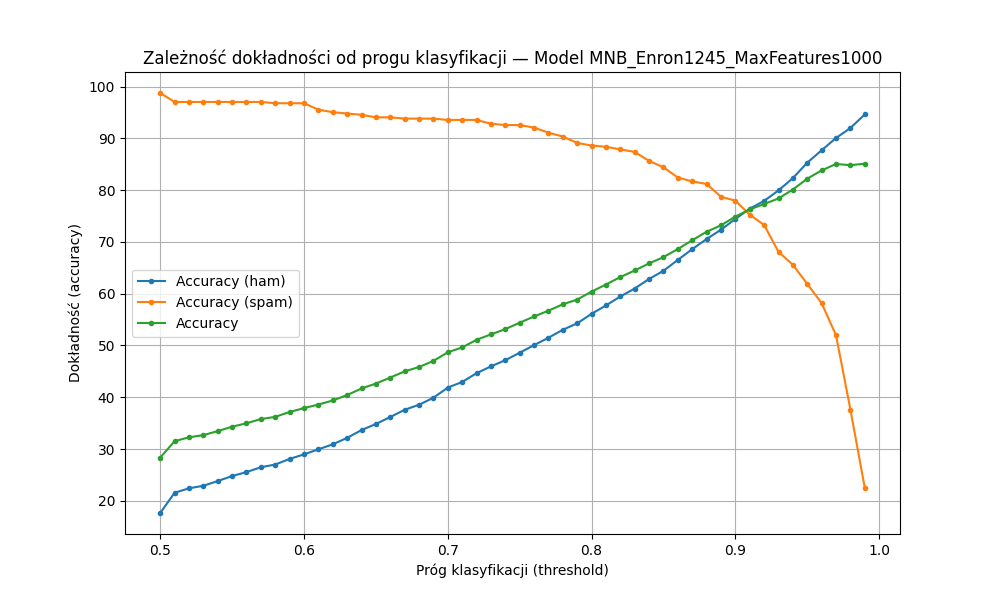 Zależność dokładności od progu klasyfikacji — Model MNB_Enron1245_MaxFeatures1000
100
90
80
70
60
50
40
30
20
Dokładność (accuracy)
Accuracy (ham)
Accuracy (spam)
Accuracy
0.5
0.6
0.7
0.8
0.9
1.0
Próg klasyfikacji (threshold)